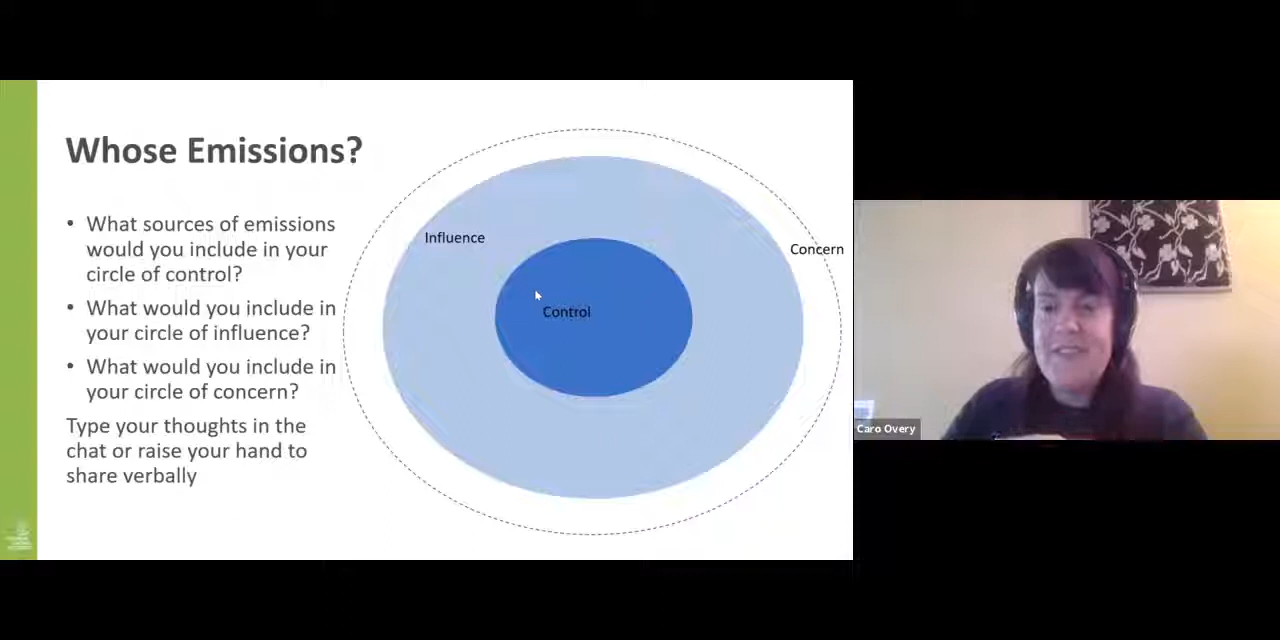 Whose Emissions?
• What sources of emissions
would you include in your
circle of control?
• What would you include in
your circle of influence?
• What would you include in
your circle of concern?
Type your thoughts in the
chat or raise your hand to
share verbally
Influence
Control
Concern
Caro Overy